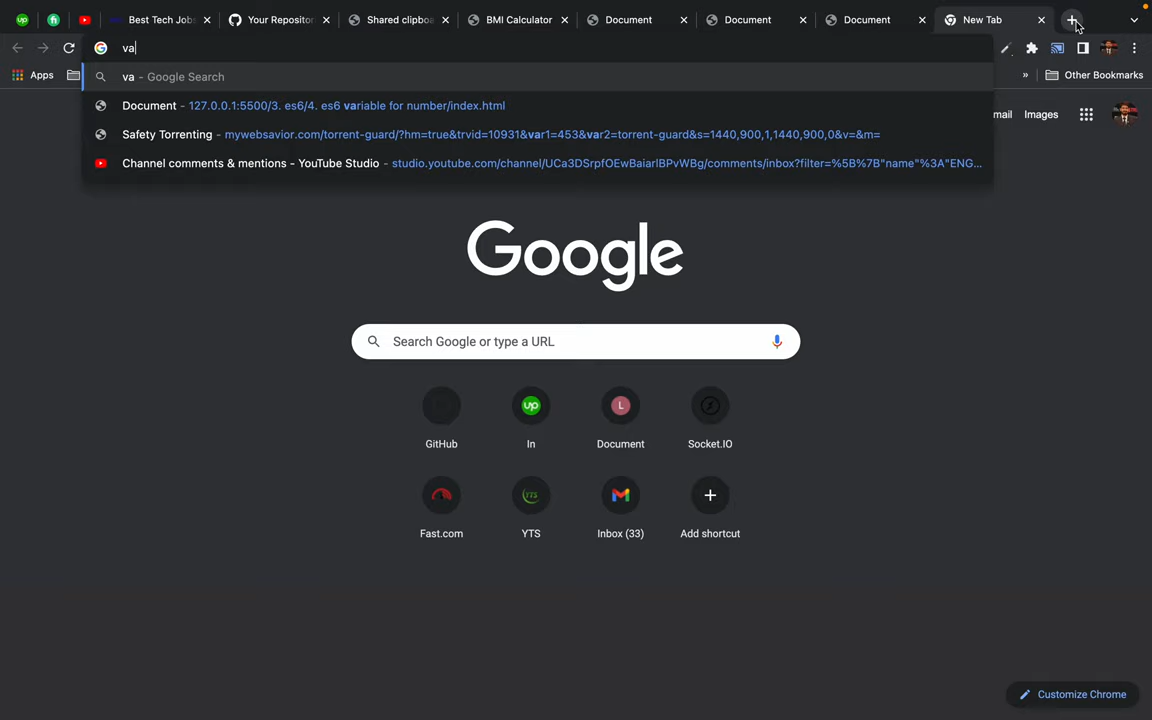 Best Tech Jobs
Your Reposito
Shared clipbo
BMI Calculator
Document
Document
Document
New Tab
va
Apps
Other Bookmarks
va - Google Search
Document - 127.0.0.1:5500/3. es6/4. es6 variable for number/index.html
Safety Torrenting - mywebsavior.com/torrent-guard/?hm=true&trvid=10931&var1=453&var2=torrent-guard&s=1440,900,1,1440,900,0&v=&m=
Channel comments & mentions - YouTube Studio - studio.youtube.com/channel/UCa3DSrpfOEwBaiarlBPvWBg/comments/inbox?filter=%5B%7B"name"%3A"ENG...
mail Images
Google
Search Google or type a URL
GitHub
In
Document
Socket.IO
Fast.com
YTS
Inbox (33)
Add shortcut
Customize Chrome